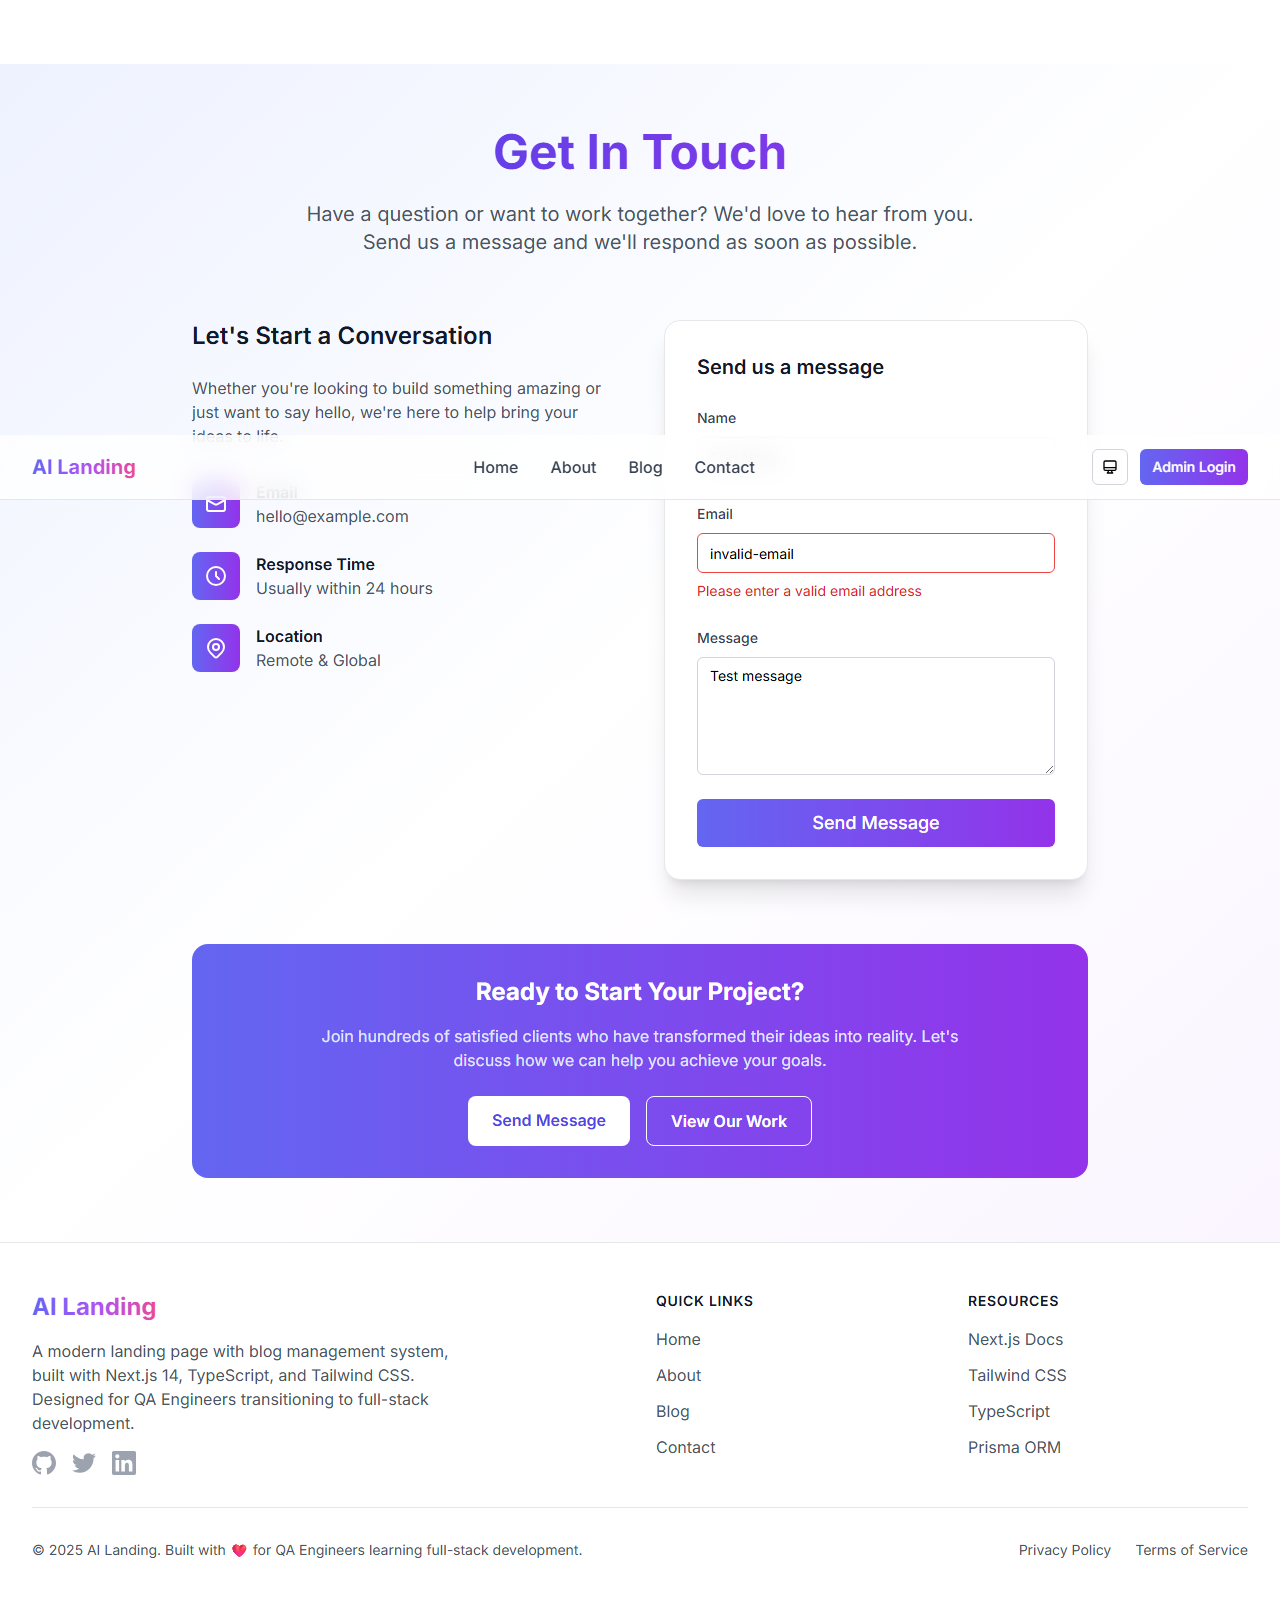 Get In Touch
Have a question or want to work together? We'd love to hear from you.
Send us a message and we'll respond as soon as possible.
Let's Start a Conversation
Whether you're looking to build something amazing or
just want to say hello, we're here to help bring your
ideas to life.
Send us a message
Name
AI Landing
Home
About
Blog
Contact
Admin Login
Email
hello@example.com
Response Time
Usually within 24 hours
Location
Remote & Global
Email
invalid-email
Please enter a valid email address
Message
Test message
Send Message
Ready to Start Your Project?
Join hundreds of satisfied clients who have transformed their ideas into reality. Let's
discuss how we can help you achieve your goals.
Send Message
View Our Work
AI Landing
A modern landing page with blog management system,
built with Next.js 14, TypeScript, and Tailwind CSS.
Designed for QA Engineers transitioning to full-stack
development.
QUICK LINKS
Home
About
Blog
Contact
RESOURCES
Next.js Docs
Tailwind CSS
TypeScript
Prisma ORM
© 2025 AI Landing. Built with ❤️ for QA Engineers learning full-stack development.
Privacy Policy
Terms of Service